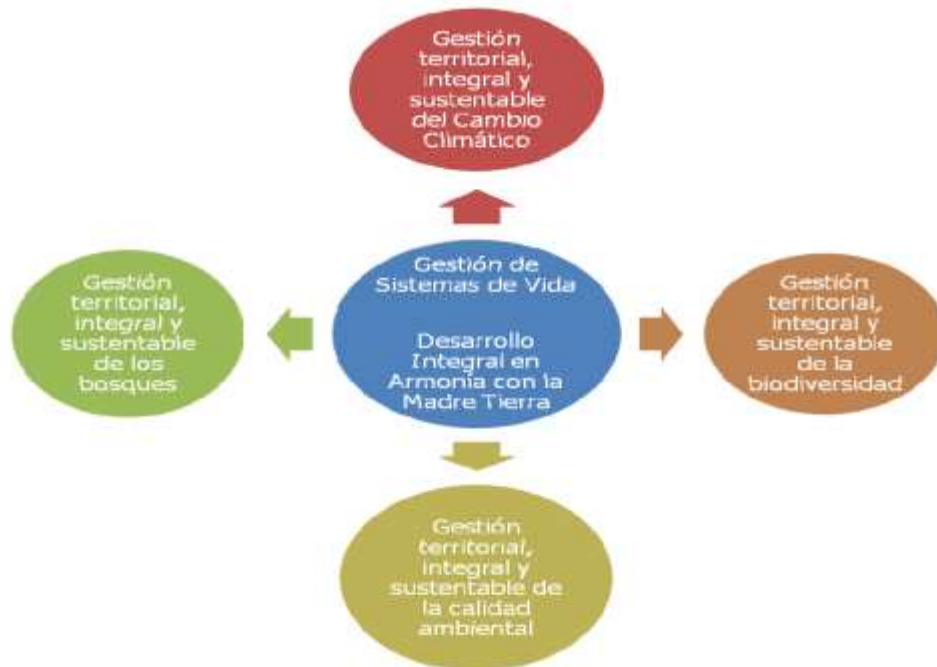 Gestión
territorial,
integral y
sustentable
del Cambio
Climático
Gestión
territorial,
integral y
sustentable
de los
bosques
Gestión de
Sistemas de Vida
Desarrollo
Integral en
Armonía con la
Madre Tierra
Gestión
territorial,
integral y
sustentable
de la
biodiversidad
Gestión
territorial,
integral y
sustentable de
la calidad
ambiental